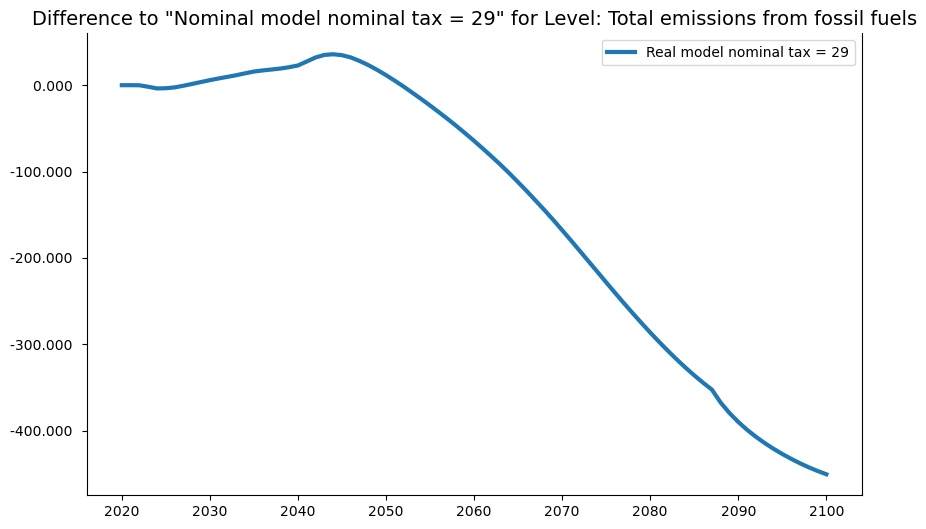 Difference to "Nominal model nominal tax = 29" for Level: Total emissions from fossil fuels
Real model nominal tax = 29
0.000
-100.000
-200.000
-300.000
-400.000
2020 2030 2040 2050 2060 2070 2080 2090 2100